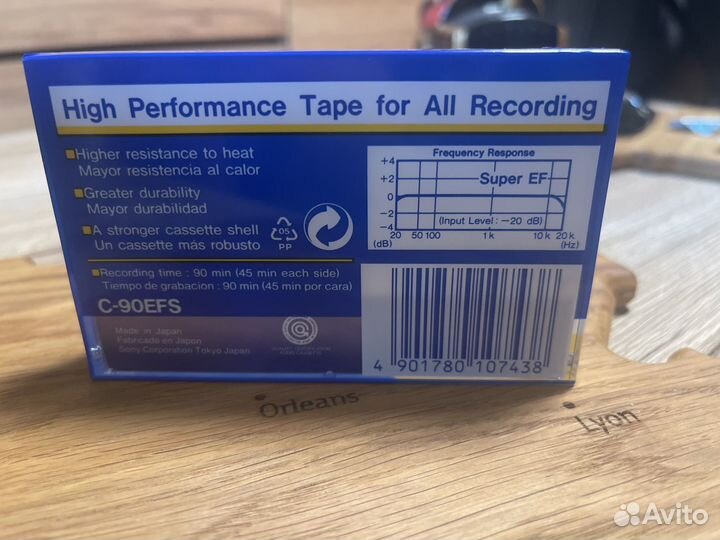 High Performance Tape for All Recording
Higher resistance to heat
Mayor resistencia al calor
Greater durability
Mayor durabilidad
A stronger cassette shell
Un cassette más robusto
05
PP
Recording time : 90 min (45 min each side)
Tiempo de grabacion : 90 min (45 min por cara)
C-90EFS
Made in Japan
Fabricada en Japon
Sony Corporation Tokyo Japan
Frequency Response
+4
+2
0
-2
-4
(dB)
Super EF
(Input Level: -20 dB)
20 50 100 1k 10k 20k
(Hz)
4 901780 107438
Orleans
Lyon
Avito